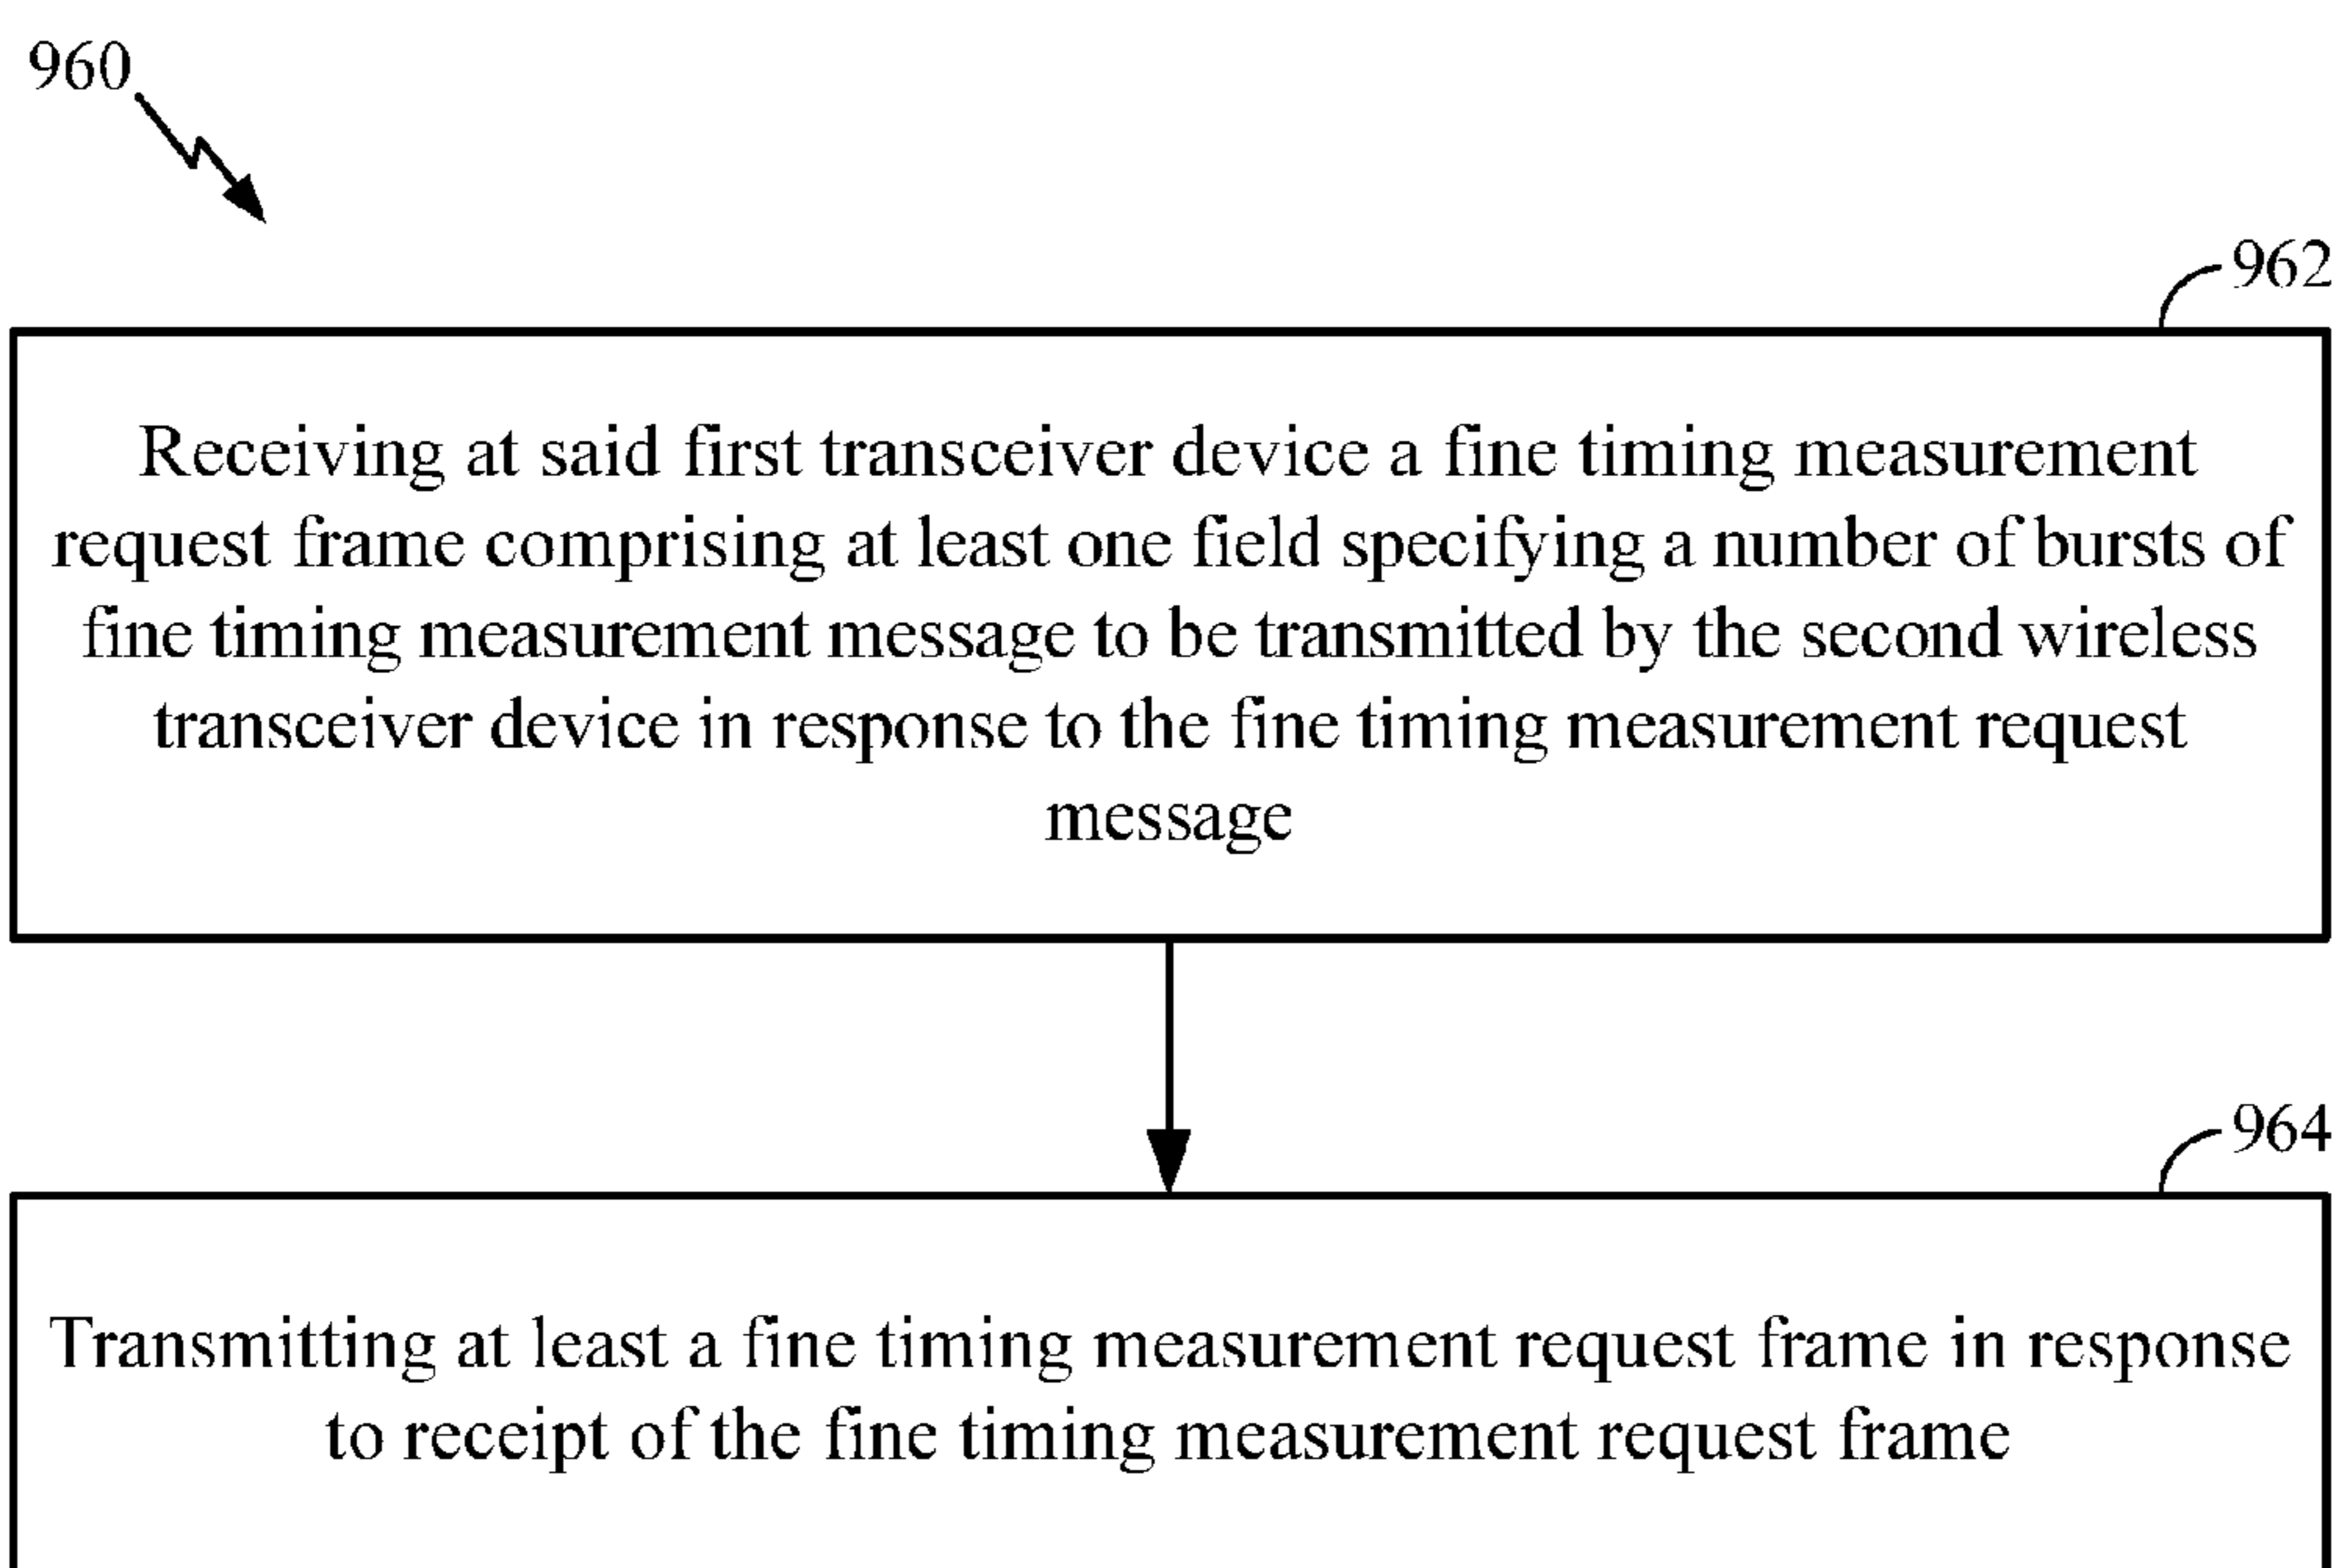 960
962
Receiving at said first transceiver device a fine timing measurement
request frame comprising at least one field specifying a number of bursts of
fine timing measurement message to be transmitted by the second wireless
transceiver device in response to the fine timing measurement request
message
964
Transmitting at least a fine timing measurement request frame in response
to receipt of the fine timing measurement request frame